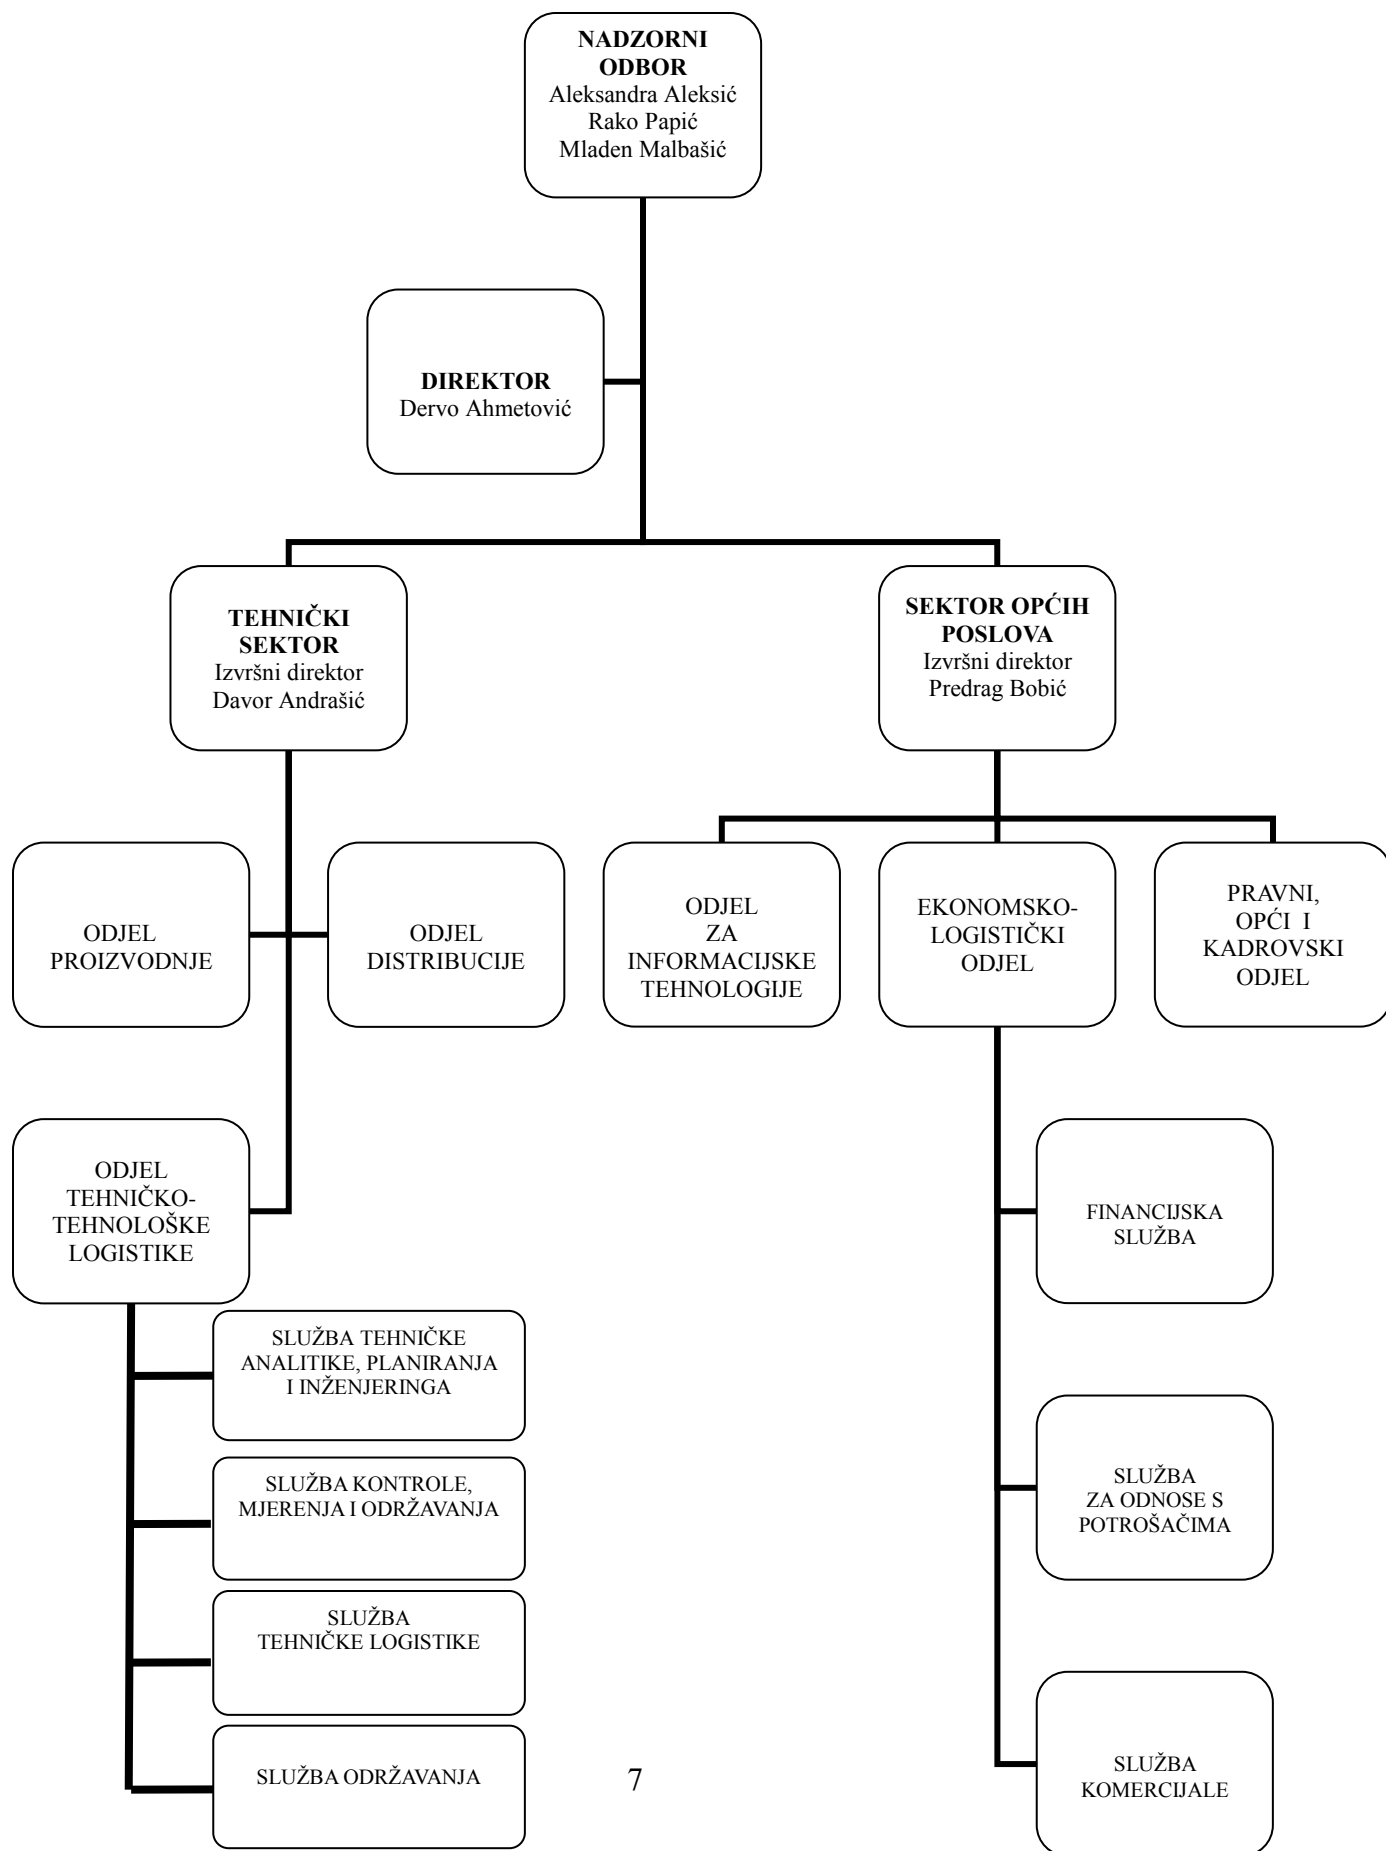 NADZORNI
ODBOR
Aleksandra Aleksić
Rako Papić
Mladen Malbašić
DIREKTOR
Dervo Ahmetović
TEHNIČKI
SEKTOR
Izvršni direktor
Davor Andrašić
SEKTOR OPĆIH
POSLOVA
Izvršni direktor
Predrag Bobić
ODJEL
PROIZVODNJE
ODJEL
DISTRIBUCIJE
ODJEL
ZA
INFORMACIJSKE
TEHNOLOGIJE
EKONOMSKO-
LOGISTIČKI
ODJEL
PRAVNI,
OPĆI I
KADROVSKI
ODJEL
ODJEL
TEHNIČKO-
TEHNOLOŠKE
LOGISTIKE
FINANCIJSKA
SLUŽBA
SLUŽBA TEHNIČKE
ANALITIKE, PLANIRANJA
I INŽENJERINGA
SLUŽBA KONTROLE,
MJERENJA I ODRŽAVANJA
SLUŽBA
ZA ODNOSE S
POTROŠAČIMA
SLUŽBA
TEHNIČKE LOGISTIKE
SLUŽBA ODRŽAVANJA
SLUŽBA
KOMERCIJALE
7